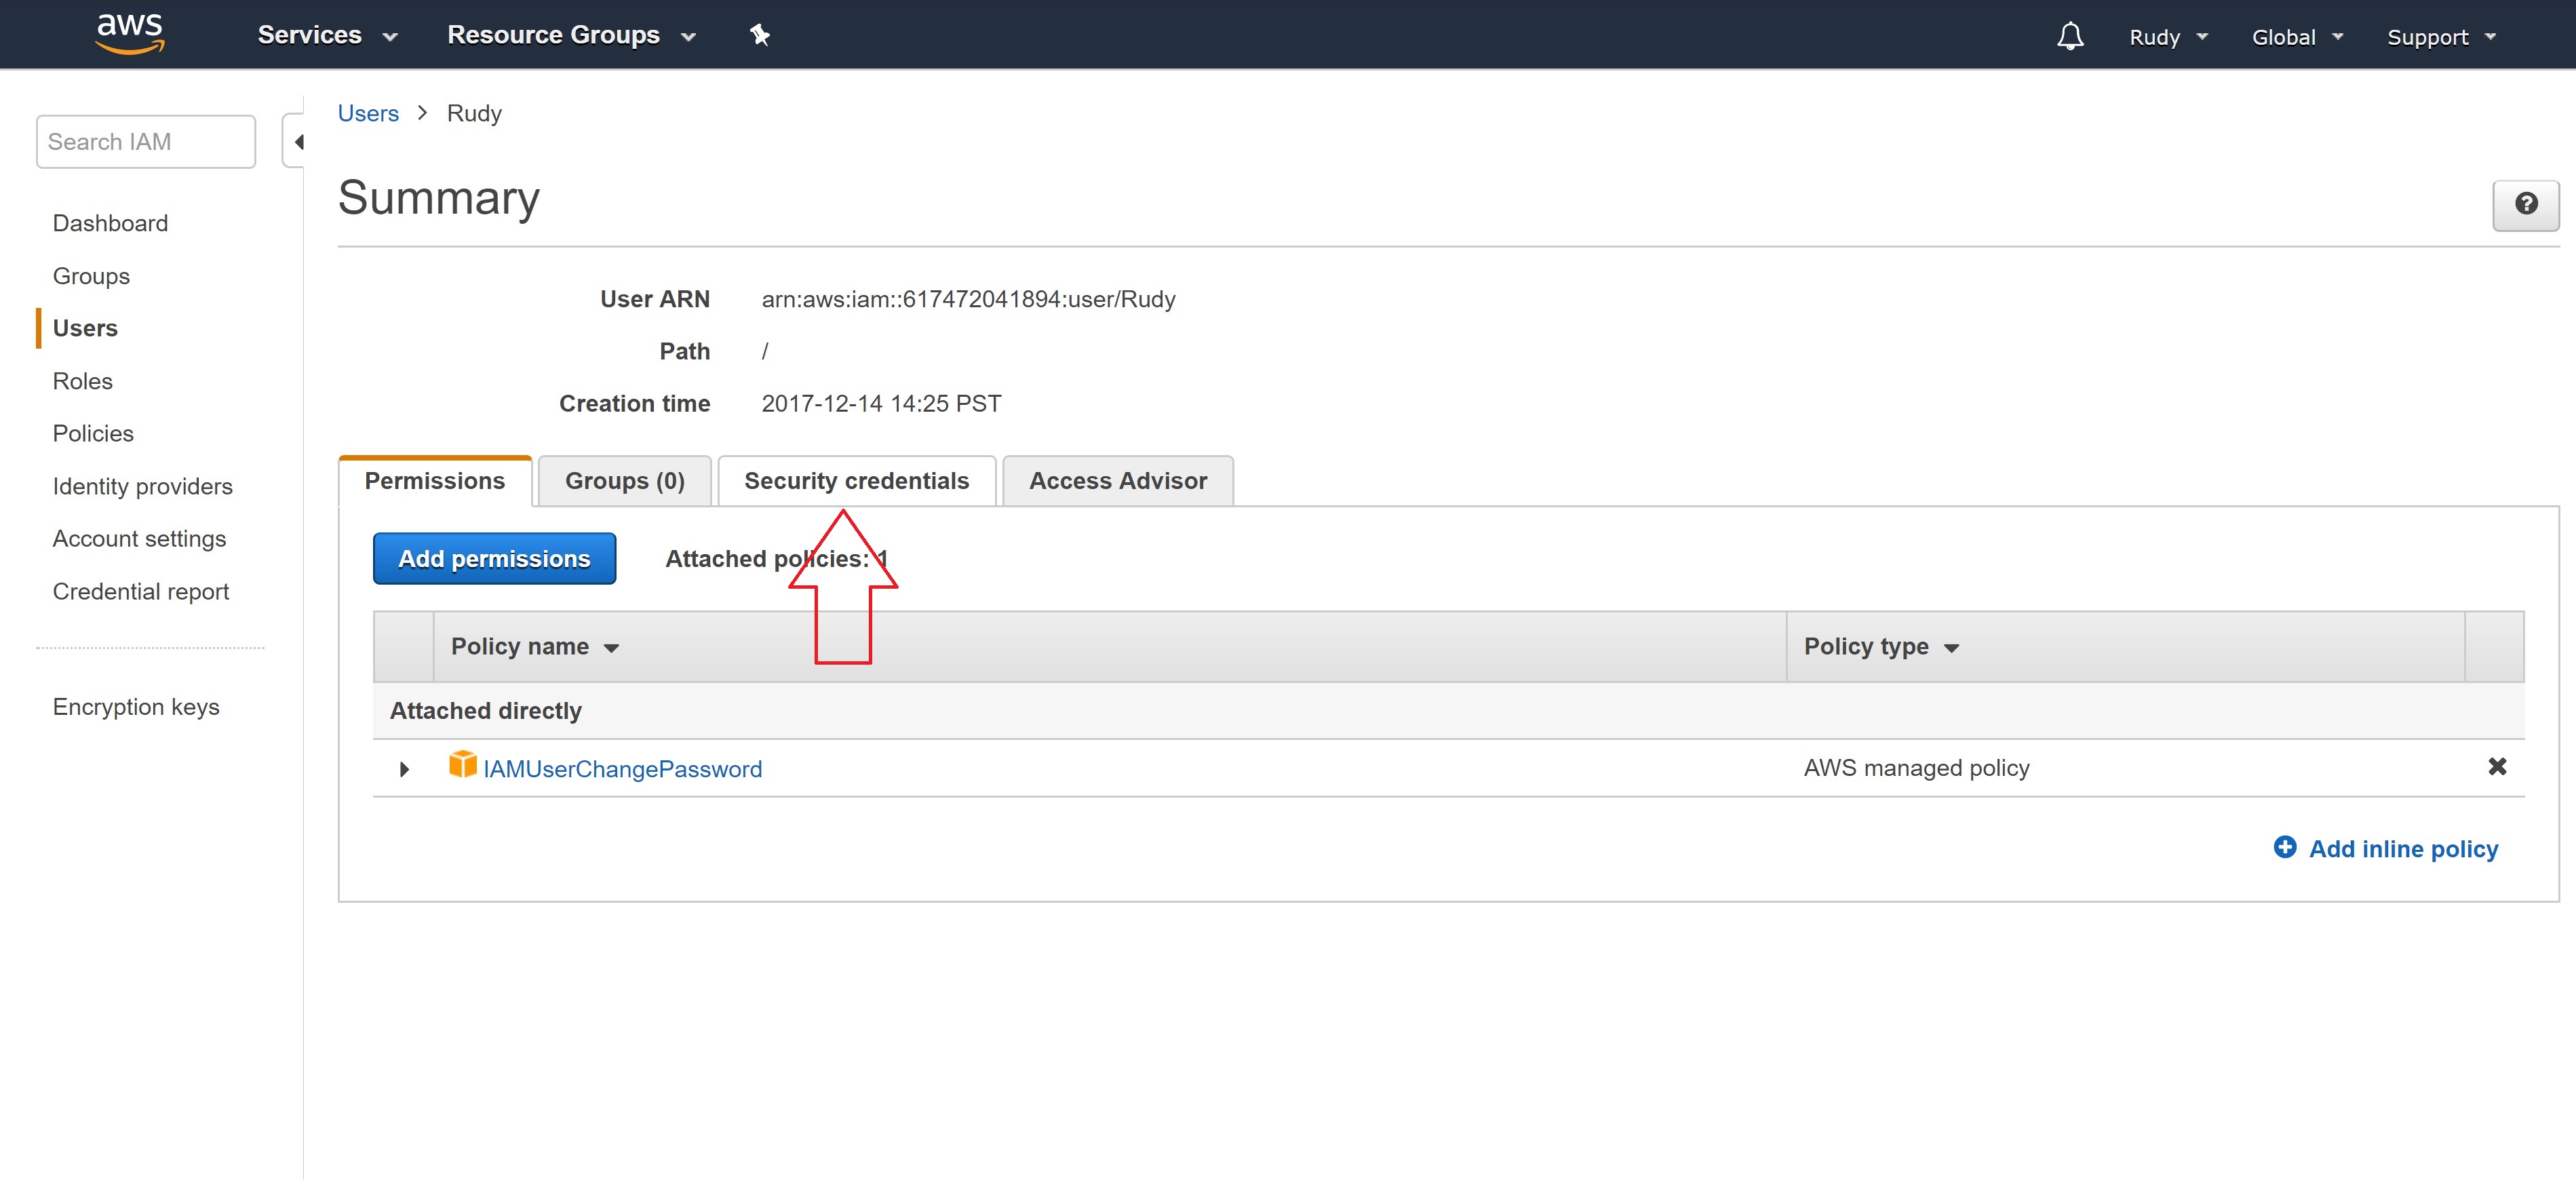 aws
Services
Resource Groups
Rudy
Global
Support
Search IAM
Dashboard
Groups
Users
Roles
Policies
Identity providers
Account settings
Credential report
Encryption keys
Users > Rudy
Summary
User ARN arn:aws:iam::617472041894:user/Rudy
Path /
Creation time 2017-12-14 14:25 PST
Permissions
Groups (0)
Security credentials
Access Advisor
Add permissions
Attached policies: 1
Policy name
Policy type
Attached directly
IAMUserChangePassword
AWS managed policy
Add inline policy